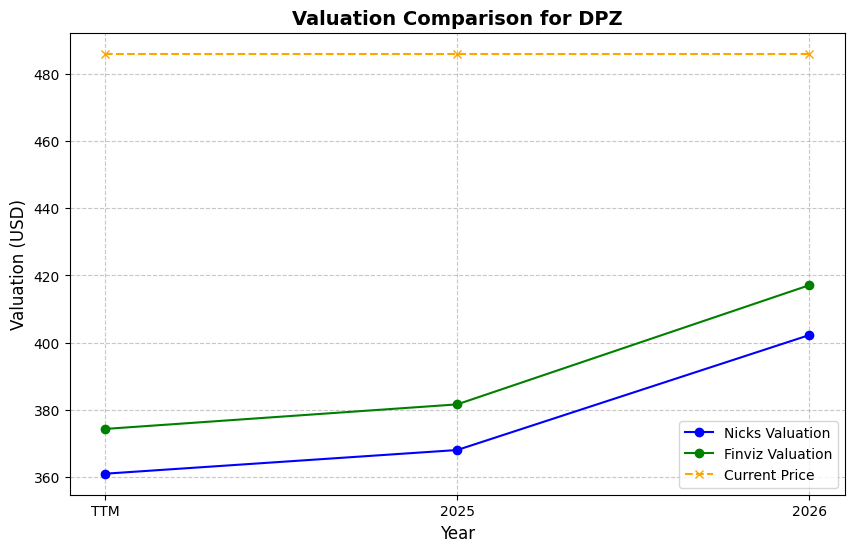 Valuation Comparison for DPZ
Valuation (USD)
480
460
440
420
400
380
360
TTM
2025
2026
Year
Nicks Valuation
Finviz Valuation
Current Price